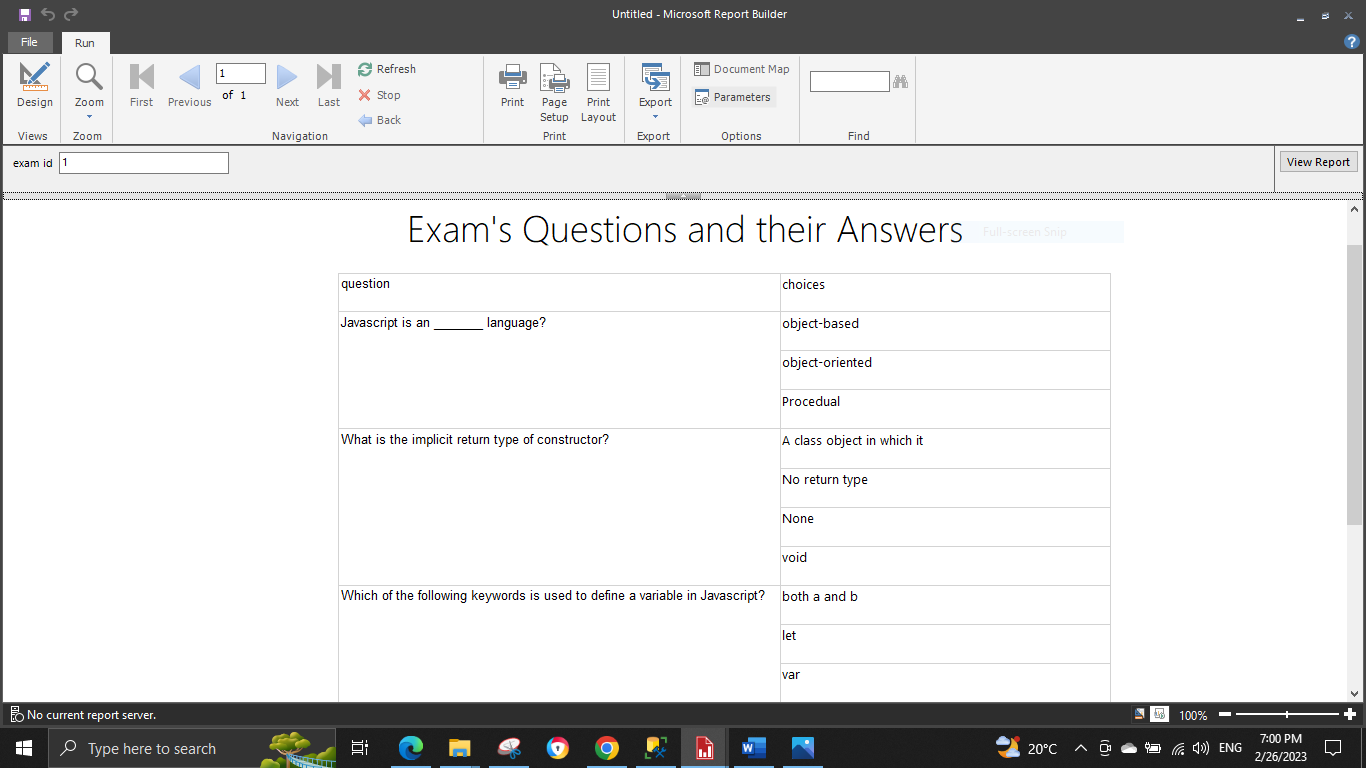 Untitled - Microsoft Report Builder
File
Run
Design
Zoom
First
Previous
1
of 1
Next
Last
Refresh
Stop
Back
Print
Page Setup
Print Layout
Export
Document Map
Parameters
Views
Zoom
Navigation
Print
Export
Options
Find
exam id
1
View Report
Exam's Questions and their Answers
Full-screen Snip
question
choices
Javascript is an _______ language?
object-based
object-oriented
Procedual
What is the implicit return type of constructor?
A class object in which it
No return type
None
void
Which of the following keywords is used to define a variable in Javascript?
both a and b
let
var
No current report server.
100%
Type here to search
20°C
ENG
7:00 PM
2/26/2023